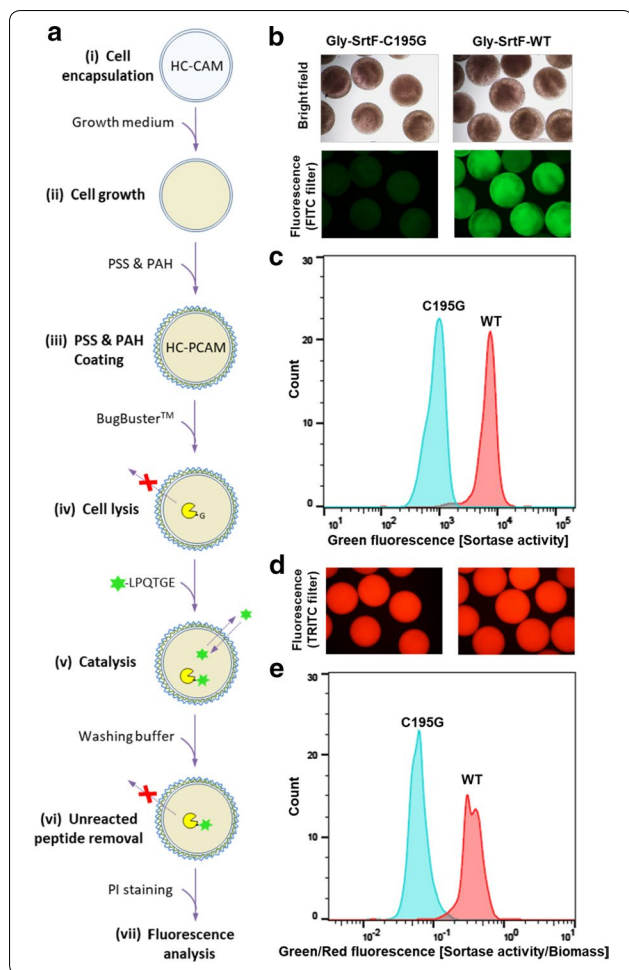 a
(i) Cell
encapsulation
HC-CAM
Growth medium
(ii) Cell growth
PSS & PAH
(iii) PSS & PAH
Coating
HC-PCAM
BugBuster™
(iv) Cell lysis
G
-LPQTGE
(v) Catalysis
Washing buffer
(vi) Unreacted
peptide removal
PI staining
(vii) Fluorescence
analysis
b
Gly-SrtF-C195G Gly-SrtF-WT
Bright field
Fluorescence
(FITC filter)
c
30
20
10
0
Count
C195G
WT
10¹ 10² 10³ 10⁴ 10⁵
Green fluorescence [Sortase activity]
d
Fluorescence
(TRITC filter)
e
30
20
10
0
Count
C195G
WT
10⁻² 10⁻¹ 10⁰ 10¹
Green/Red fluorescence [Sortase activity/Biomass]